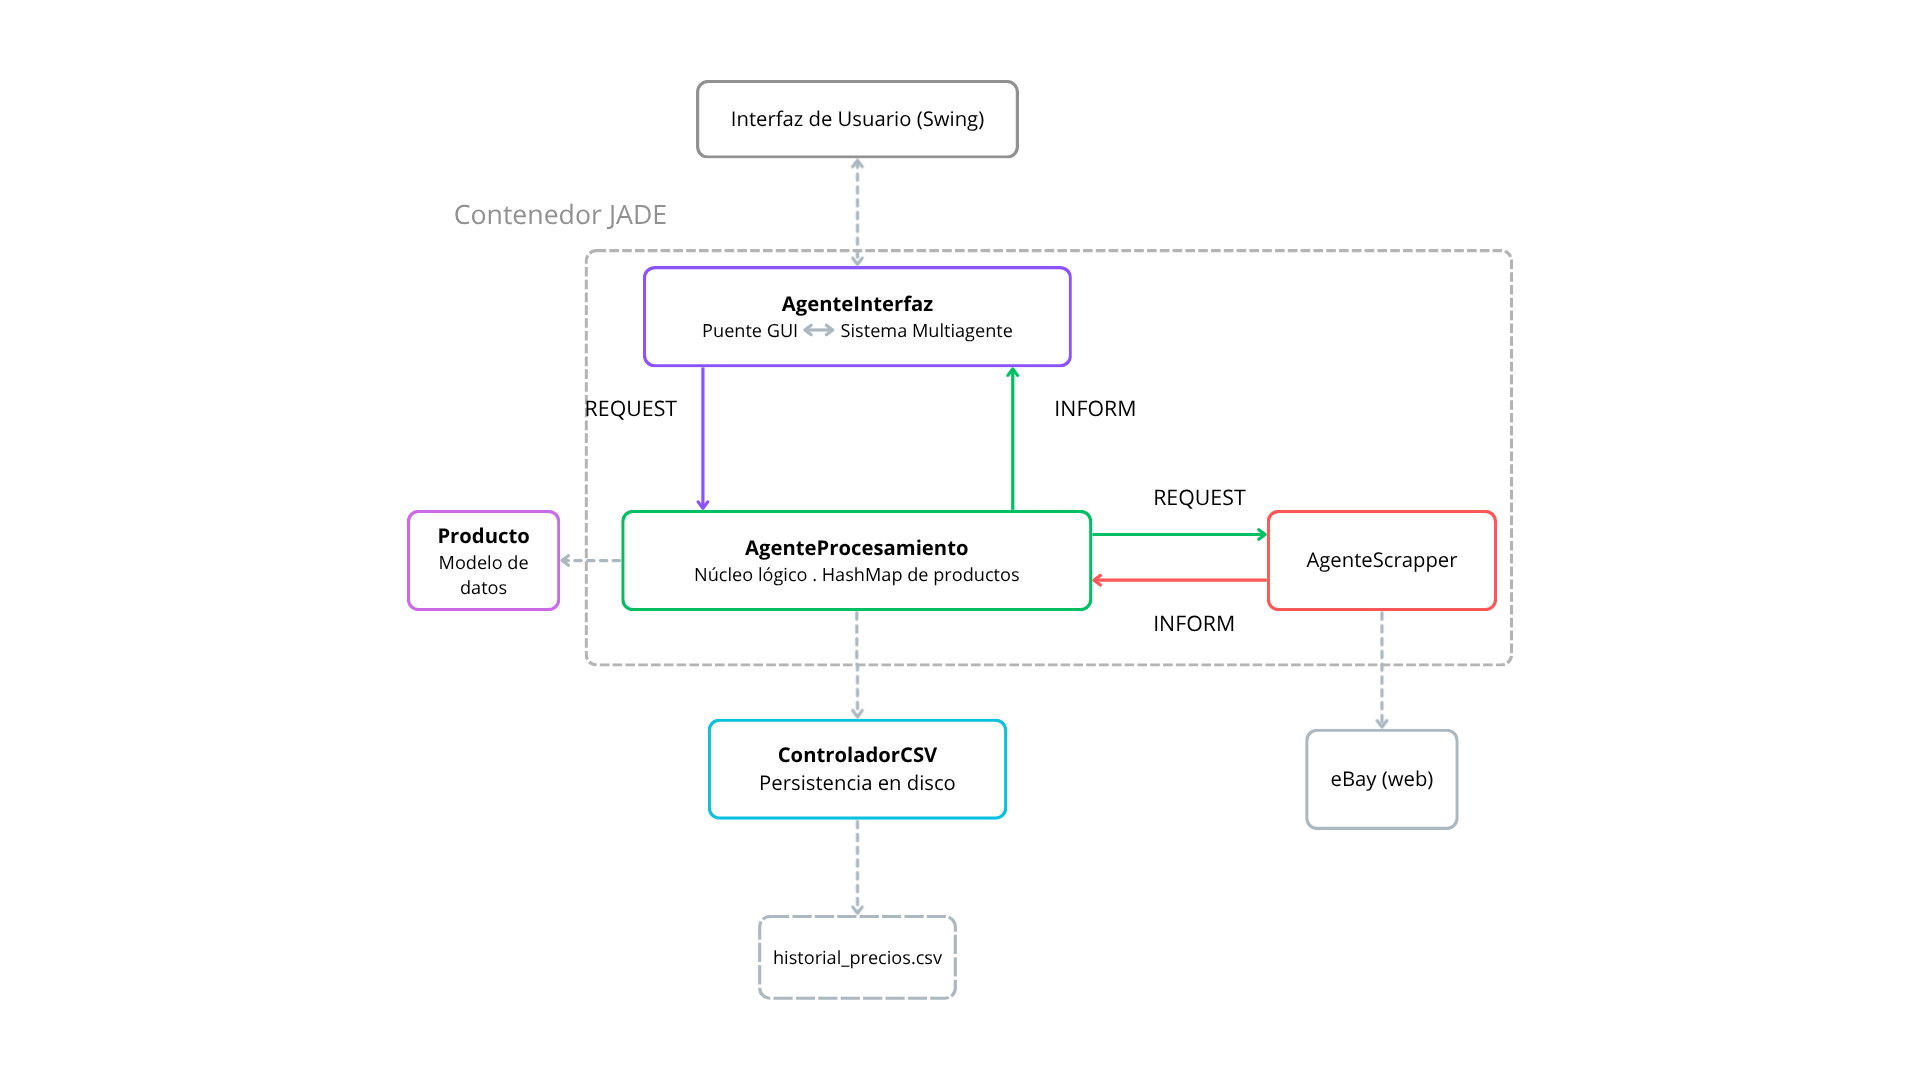 Interfaz de Usuario (Swing)
Contenedor JADE
AgenteInterfaz
Puente GUI Sistema Multiagente
REQUEST
INFORM
REQUEST
Producto
Modelo de
datos
AgenteProcesamiento
Núcleo lógico . HashMap de productos
AgenteScrapper
INFORM
ControladorCSV
Persistencia en disco
eBay (web)
historial_precios.csv